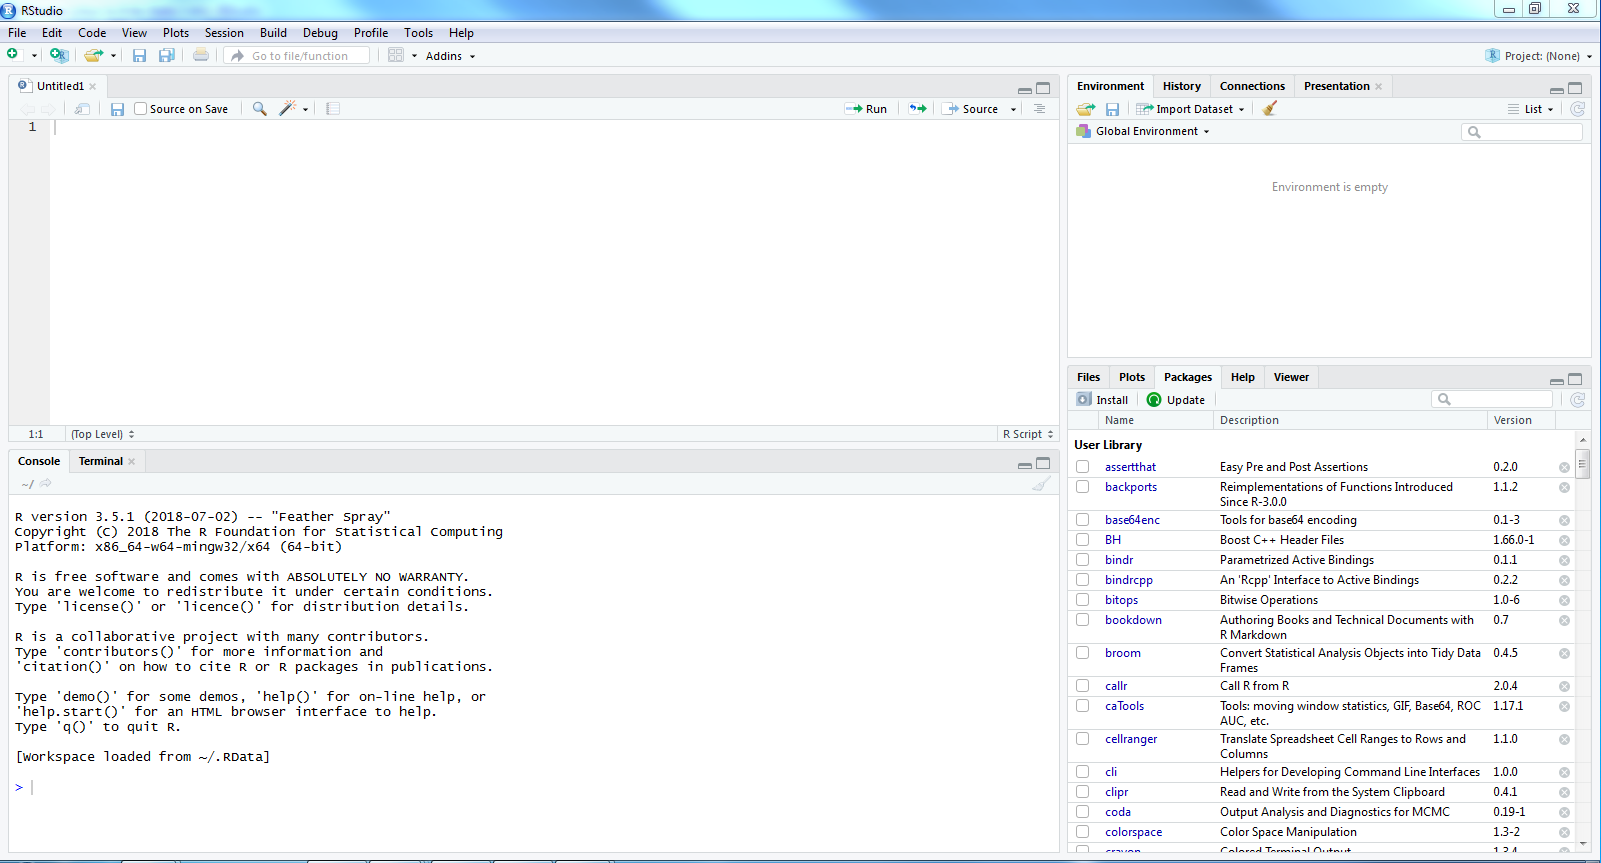 RStudio
File Edit Code View Plots Session Build Debug Profile Tools Help
Go to file/function Addins Project: (None)
Untitled1
Source on Save Run Source
1
1:1 (Top Level) R Script
Console Terminal
~/
R version 3.5.1 (2018-07-02) -- "Feather Spray"
Copyright (C) 2018 The R Foundation for Statistical Computing
Platform: x86_64-w64-mingw32/x64 (64-bit)
R is free software and comes with ABSOLUTELY NO WARRANTY.
You are welcome to redistribute it under certain conditions.
Type 'license()' or 'licence()' for distribution details.
R is a collaborative project with many contributors.
Type 'contributors()' for more information and
'citation()' on how to cite R or R packages in publications.
Type 'demo()' for some demos, 'help()' for on-line help, or
'help.start()' for an HTML browser interface to help.
Type 'q()' to quit R.
[Workspace loaded from ~/.RData]
>
Environment History Connections Presentation
Import Dataset List
Global Environment
Environment is empty
Files Plots Packages Help Viewer
Install Update
Name Description Version
User Library
assertthat Easy Pre and Post Assertions 0.2.0
backports Reimplementations of Functions Introduced 1.1.2
Since R-3.0.0
base64enc Tools for base64 encoding 0.1-3
BH Boost C++ Header Files 1.66.0-1
bindr Parametrized Active Bindings 0.1.1
bindrcpp An 'Rcpp' Interface to Active Bindings 0.2.2
bitops Bitwise Operations 1.0-6
bookdown Authoring Books and Technical Documents with 0.7
R Markdown
broom Convert Statistical Analysis Objects into Tidy Data 0.4.5
Frames
callr Call R from R 2.0.4
caTools Tools: moving window statistics, GIF, Base64, ROC 1.17.1
AUC, etc.
cellranger Translate Spreadsheet Cell Ranges to Rows and 1.1.0
Columns
cli Helpers for Developing Command Line Interfaces 1.0.0
clipr Read and Write from the System Clipboard 0.4.1
coda Output Analysis and Diagnostics for MCMC 0.19-1
colorspace Color Space Manipulation 1.3-2
crayon Colored Terminal Output 1.3.4